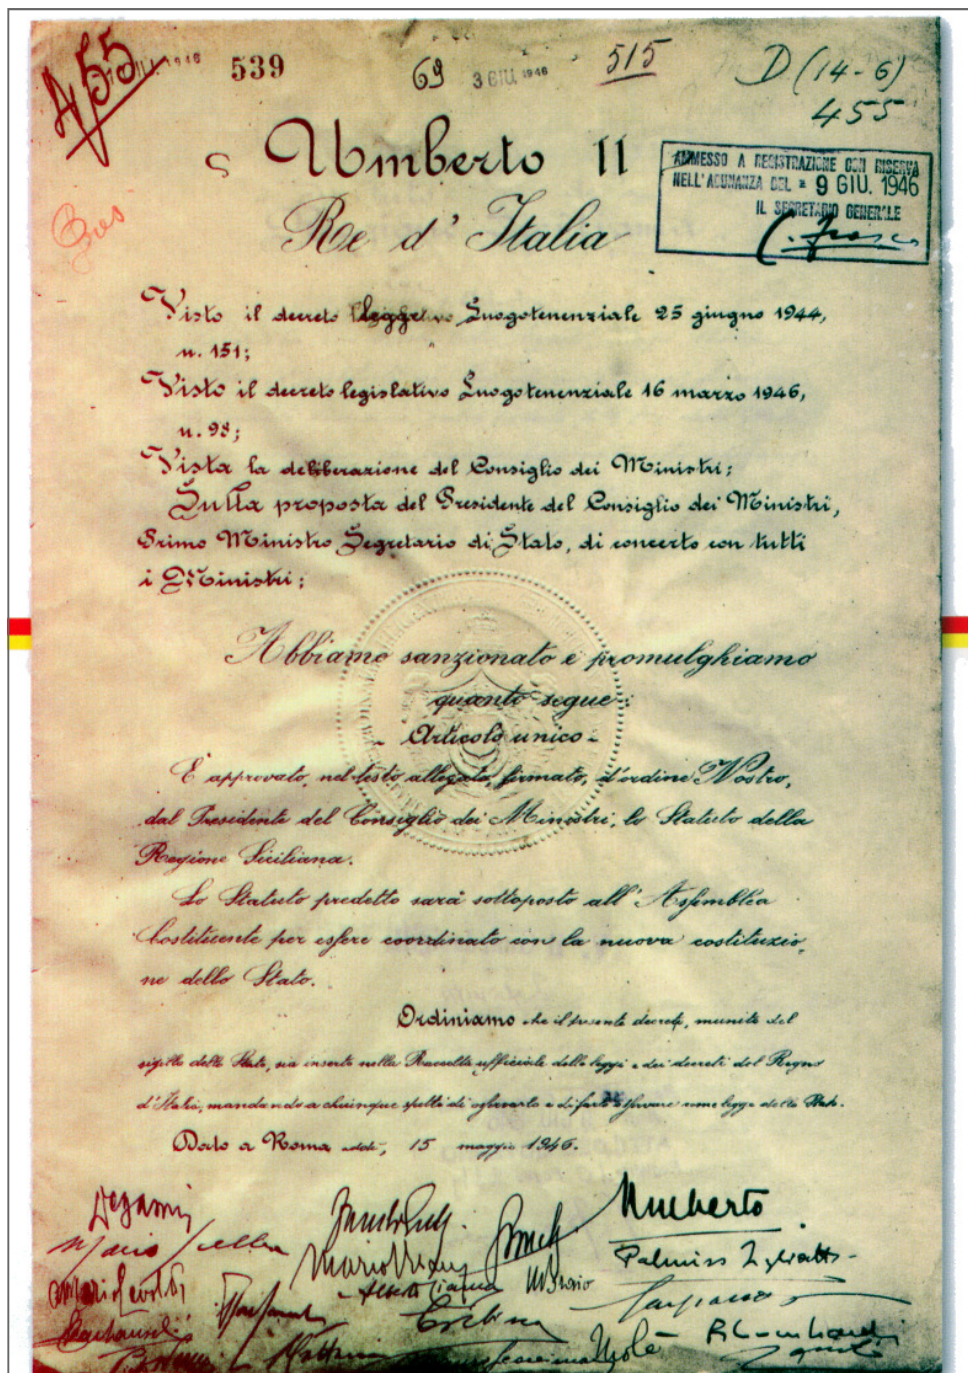 455
539
69
3 GIU 1946
515
D (14-6)
455
AMMESSO A REGISTRAZIONE CON RISERVA
NELL'ADUNANZA DEL = 9 GIU. 1946
IL SEGRETARIO GENERALE
Umberto II
Re d'Italia
Visto il decreto legge Luogotenenziale 25 giugno 1944,
n. 151;
Visto il decreto legislativo Luogotenenziale 16 marzo 1946,
n. 98;
Vista la deliberazione del Consiglio dei Ministri;
Sulla proposta del Presidente del Consiglio dei Ministri,
Primo Ministro Segretario di Stato, di concerto con tutti
i Ministri;
Abbiamo sanzionato e promulghiamo
quanto segue:
- Articolo unico -
È approvato, nel testo allegato, firmato, d'ordine Nostro,
dal Presidente del Consiglio dei Ministri, lo Statuto della
Regione Siciliana.
Lo Statuto predetto sarà sottoposto all'Assemblea
Costituente per essere coordinato con la nuova costituzio-
ne dello Stato.
Ordiniamo che il presente decreto, munito del
sigillo dello Stato, sia inserto nella Raccolta ufficiale delle leggi e dei decreti del Regno
d'Italia, mandando a chiunque spetti di osservarlo e di farlo osservare come legge dello Stato.
Dato a Roma addì, 15 maggio 1946.
Umberto
Palmiro Togliatti